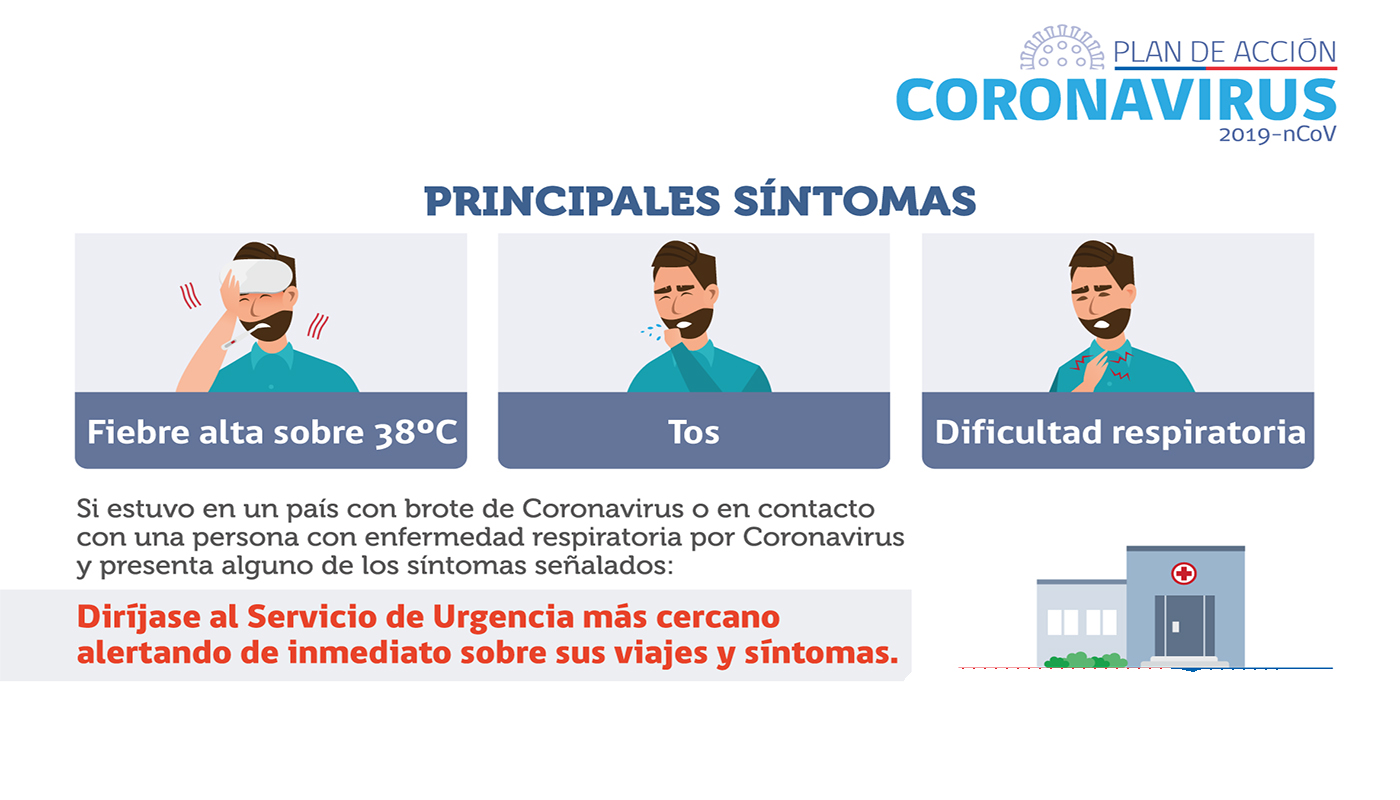 PLAN DE ACCIÓN
CORONAVIRUS
2019-nCoV
PRINCIPALES SÍNTOMAS
Fiebre alta sobre 38ºC
Tos
Dificultad respiratoria
Si estuvo en un país con brote de Coronavirus o en contacto
con una persona con enfermedad respiratoria por Coronavirus
y presenta alguno de los síntomas señalados:
Diríjase al Servicio de Urgencia más cercano
alertando de inmediato sobre sus viajes y síntomas.